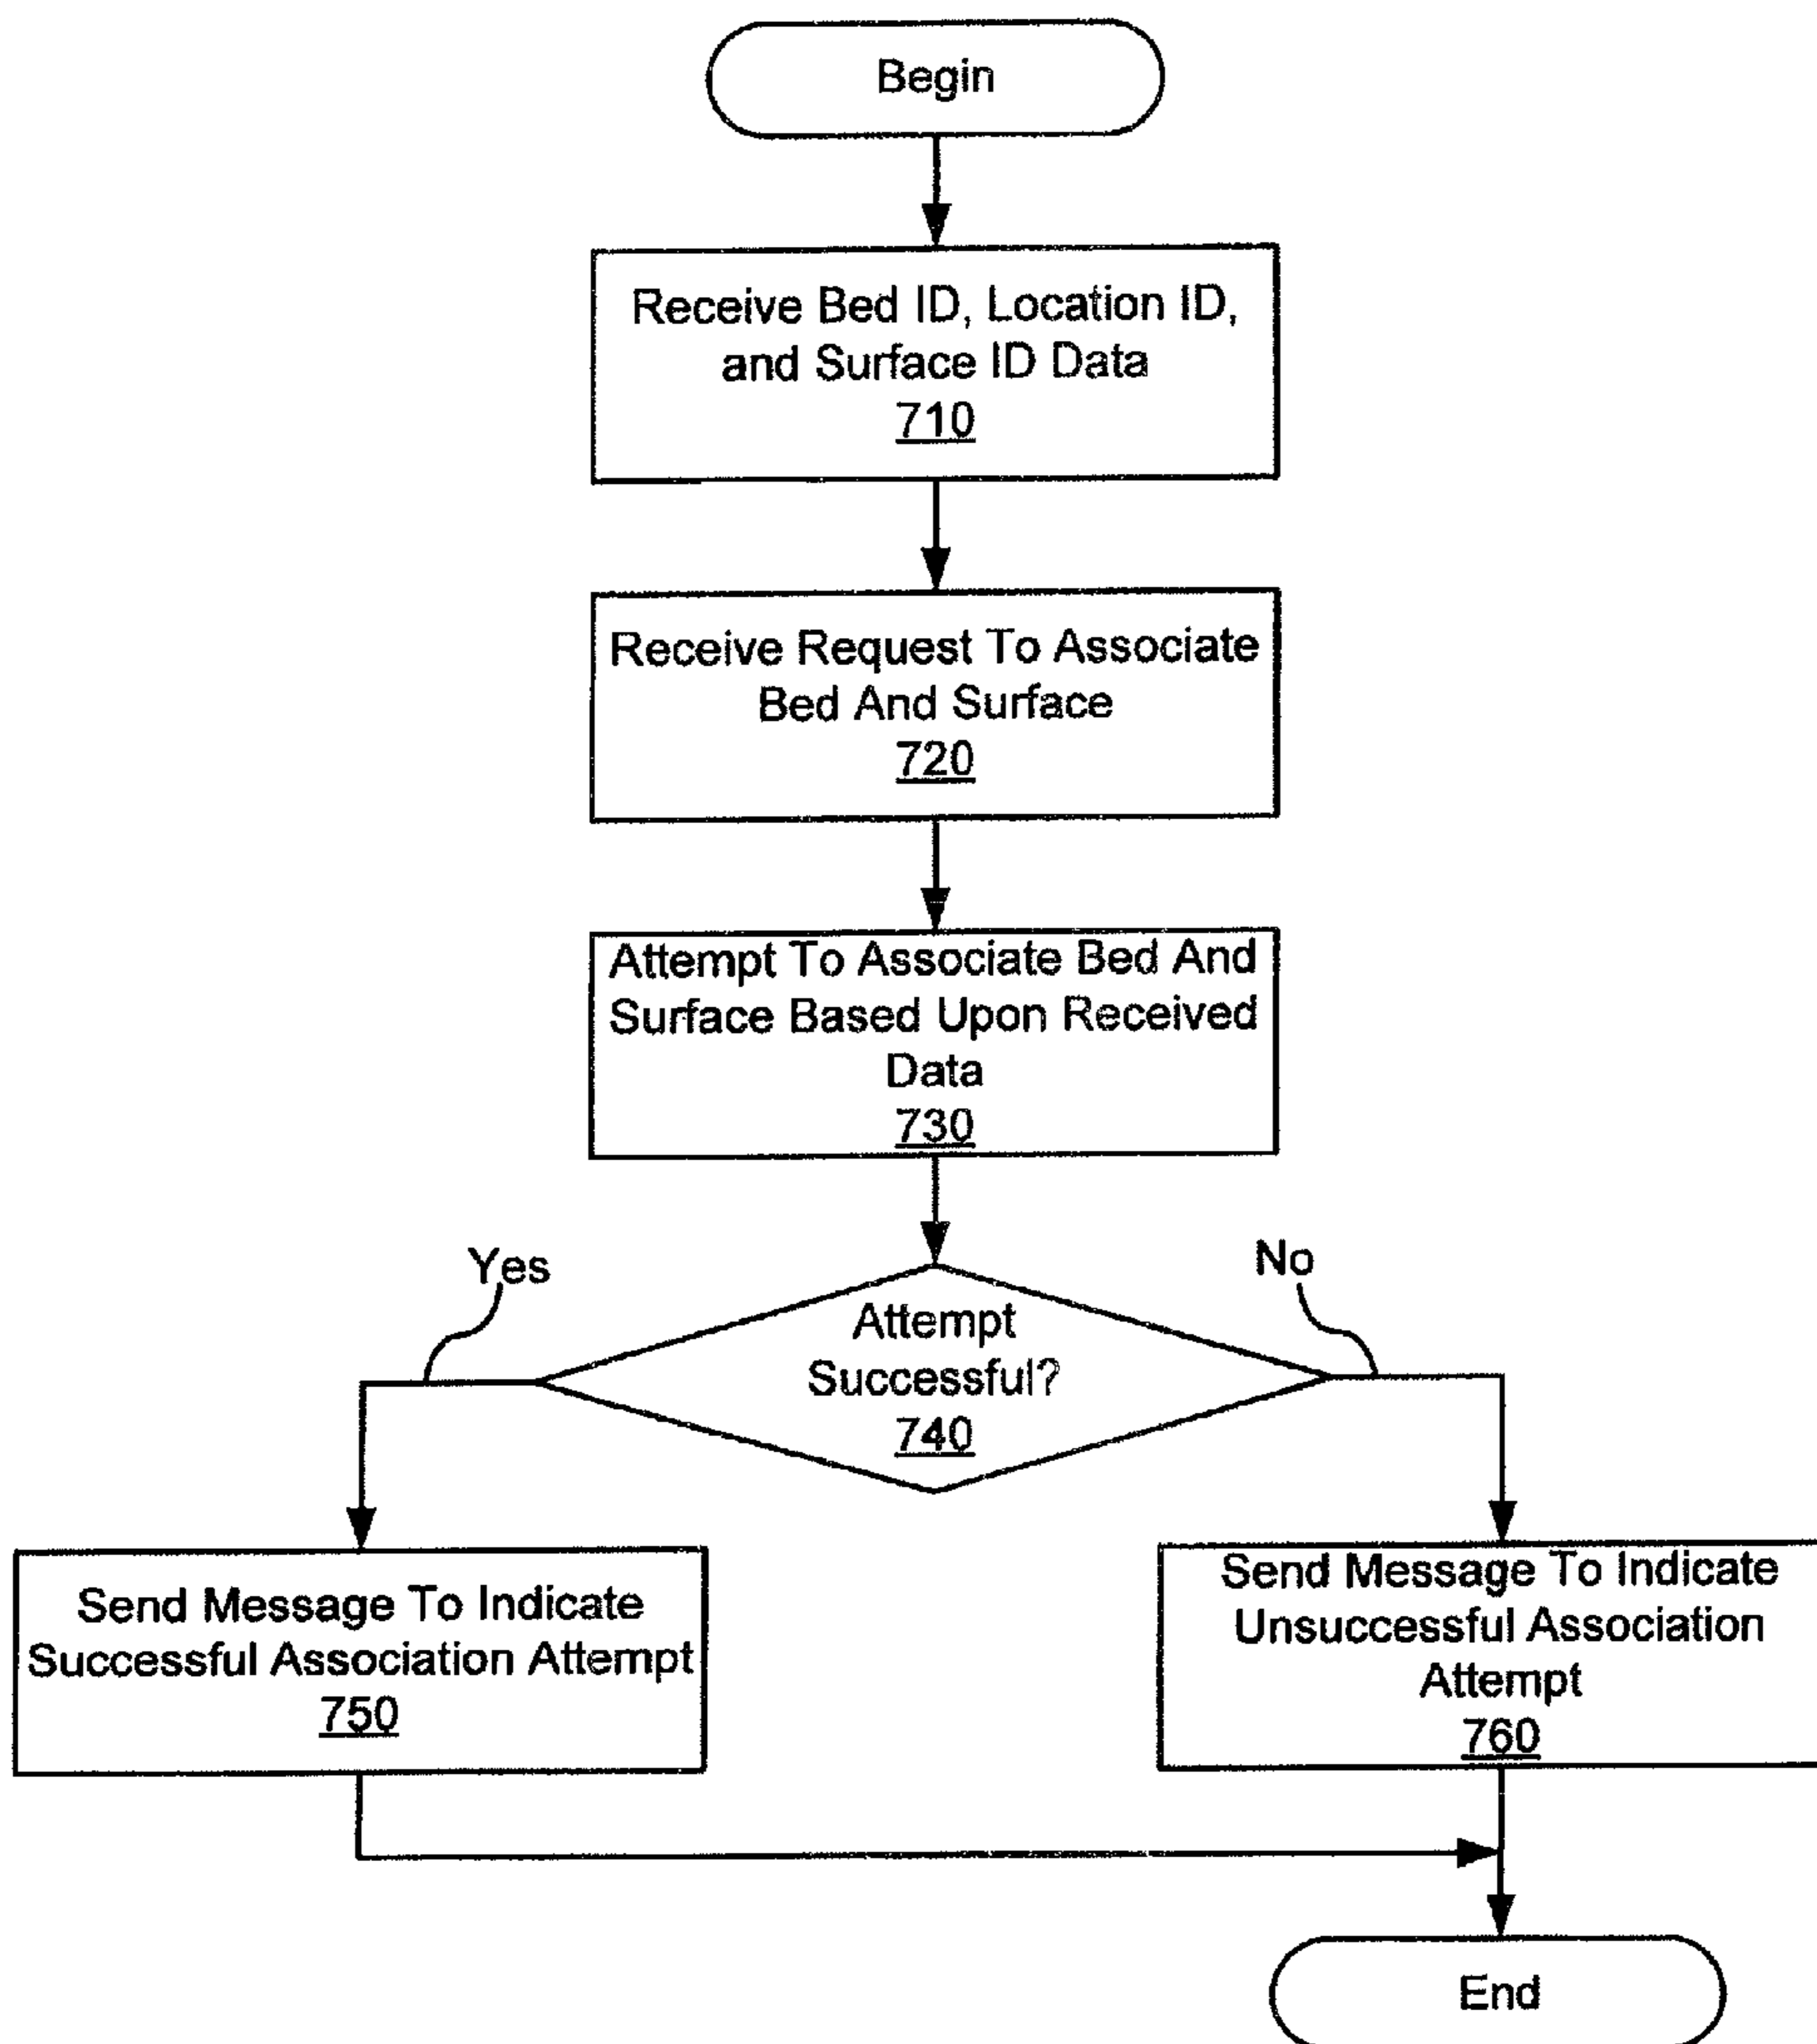 Begin
Receive Bed ID, Location ID,
and Surface ID Data
710
Receive Request To Associate
Bed And Surface
720
Attempt To Associate Bed And
Surface Based Upon Received
Data
730
Yes
No
Attempt
Successful?
740
Send Message To Indicate
Successful Association Attempt
750
Send Message To Indicate
Unsuccessful Association
Attempt
760
End